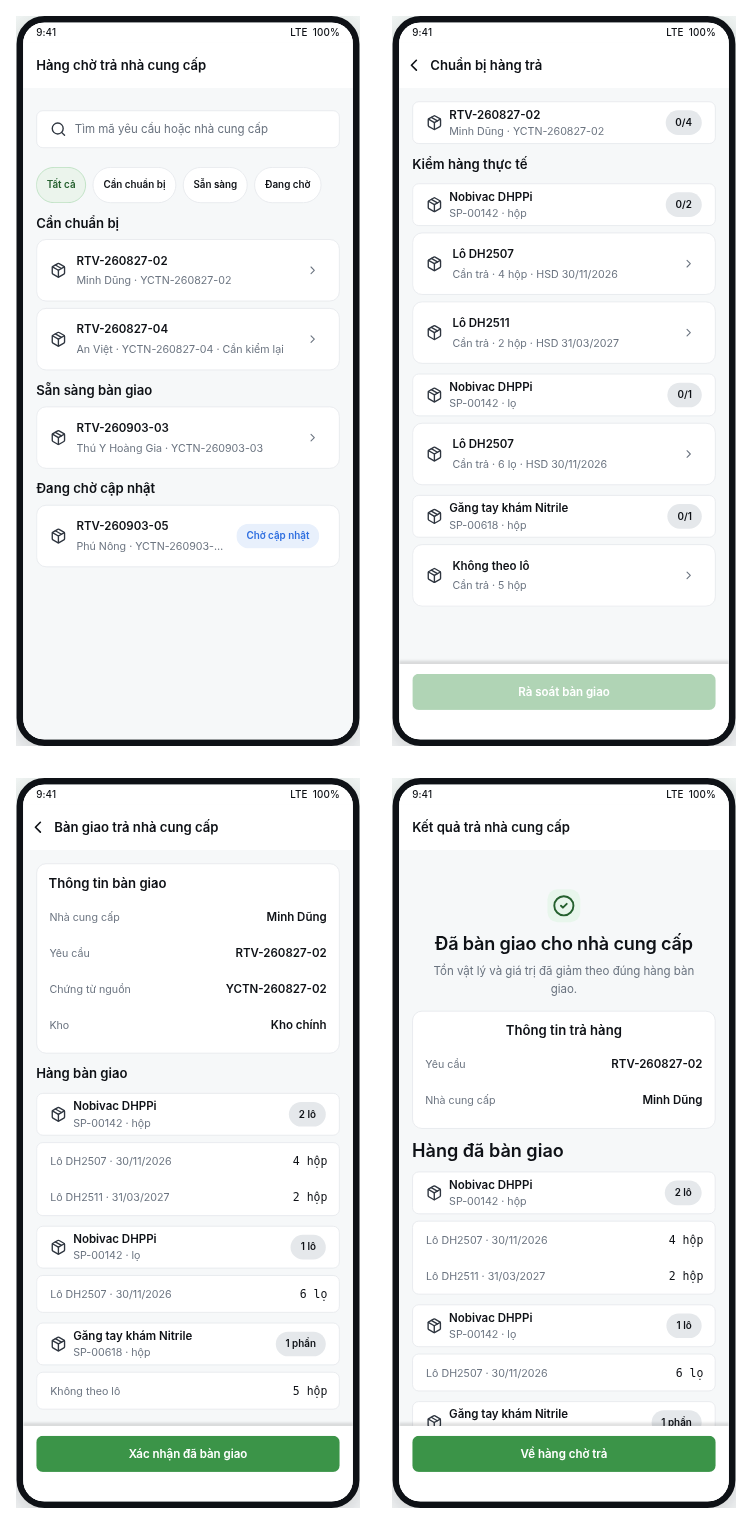 9:41
LTE 100%
Hàng chờ trả nhà cung cấp
Tìm mã yêu cầu hoặc nhà cung cấp
Tất cả
Cần chuẩn bị
Sẵn sàng
Đang chờ
Cần chuẩn bị
RTV-260827-02
Minh Dũng · YCTN-260827-02
RTV-260827-04
An Việt · YCTN-260827-04 · Cần kiểm lại
Sẵn sàng bàn giao
RTV-260903-03
Thú Y Hoàng Gia · YCTN-260903-03
Đang chờ cập nhật
RTV-260903-05
Phú Nông · YCTN-260903-...
Chờ cập nhật
9:41
LTE 100%
Chuẩn bị hàng trả
RTV-260827-02
Minh Dũng · YCTN-260827-02
0/4
Kiểm hàng thực tế
Nobivac DHPPi
SP-00142 · hộp
0/2
Lô DH2507
Cần trả · 4 hộp · HSD 30/11/2026
Lô DH2511
Cần trả · 2 hộp · HSD 31/03/2027
Nobivac DHPPi
SP-00142 · lọ
0/1
Lô DH2507
Cần trả · 6 lọ · HSD 30/11/2026
Găng tay khám Nitrile
SP-00618 · hộp
0/1
Không theo lô
Cần trả · 5 hộp
Rà soát bàn giao
9:41
LTE 100%
Bàn giao trả nhà cung cấp
Thông tin bàn giao
Nhà cung cấp
Minh Dũng
Yêu cầu
RTV-260827-02
Chứng từ nguồn
YCTN-260827-02
Kho
Kho chính
Hàng bàn giao
Nobivac DHPPi
SP-00142 · hộp
2 lô
Lô DH2507 · 30/11/2026
4 hộp
Lô DH2511 · 31/03/2027
2 hộp
Nobivac DHPPi
SP-00142 · lọ
1 lô
Lô DH2507 · 30/11/2026
6 lọ
Găng tay khám Nitrile
SP-00618 · hộp
1 phần
Không theo lô
5 hộp
Xác nhận đã bàn giao
9:41
LTE 100%
Kết quả trả nhà cung cấp
Đã bàn giao cho nhà cung cấp
Tồn vật lý và giá trị đã giảm theo đúng hàng bàn
giao.
Thông tin trả hàng
Yêu cầu
RTV-260827-02
Nhà cung cấp
Minh Dũng
Hàng đã bàn giao
Nobivac DHPPi
SP-00142 · hộp
2 lô
Lô DH2507 · 30/11/2026
4 hộp
Lô DH2511 · 31/03/2027
2 hộp
Nobivac DHPPi
SP-00142 · lọ
1 lô
Lô DH2507 · 30/11/2026
6 lọ
Găng tay khám Nitrile
1 phần
Về hàng chờ trả